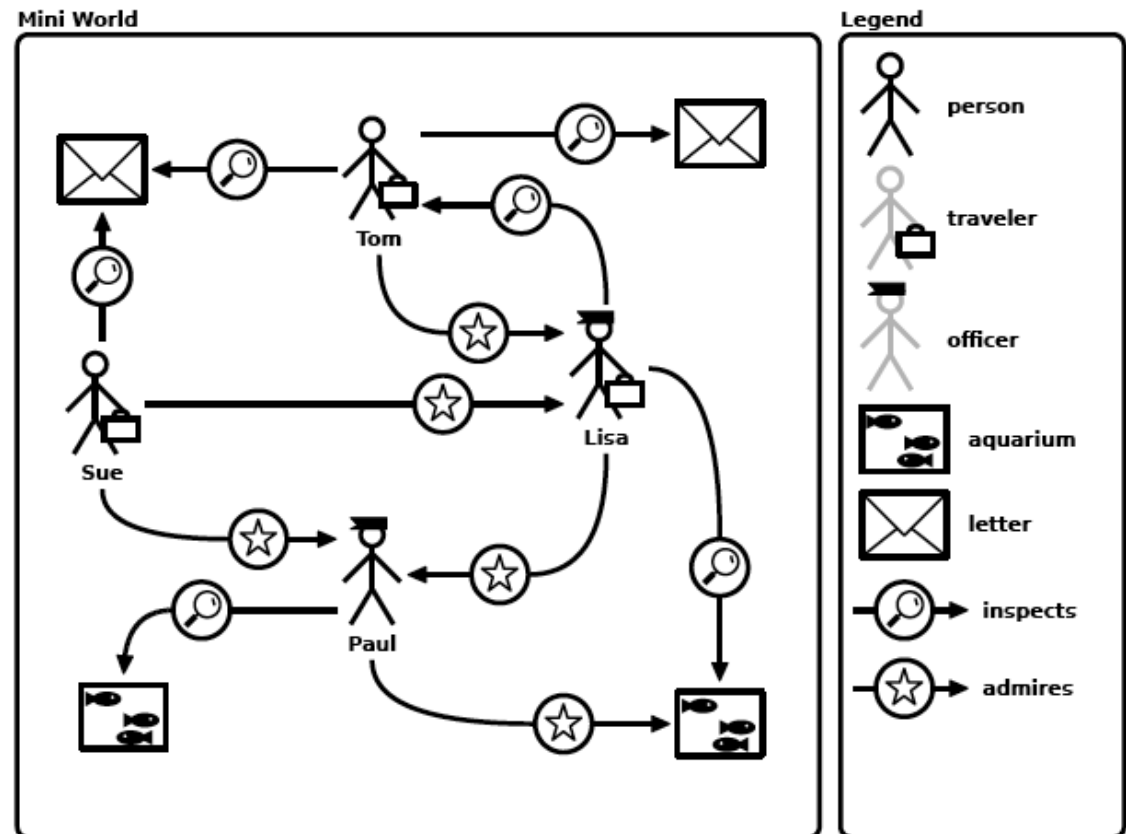 Mini World
Tom
Lisa
Sue
Paul
Legend
person
traveler
officer
aquarium
letter
inspects
admires